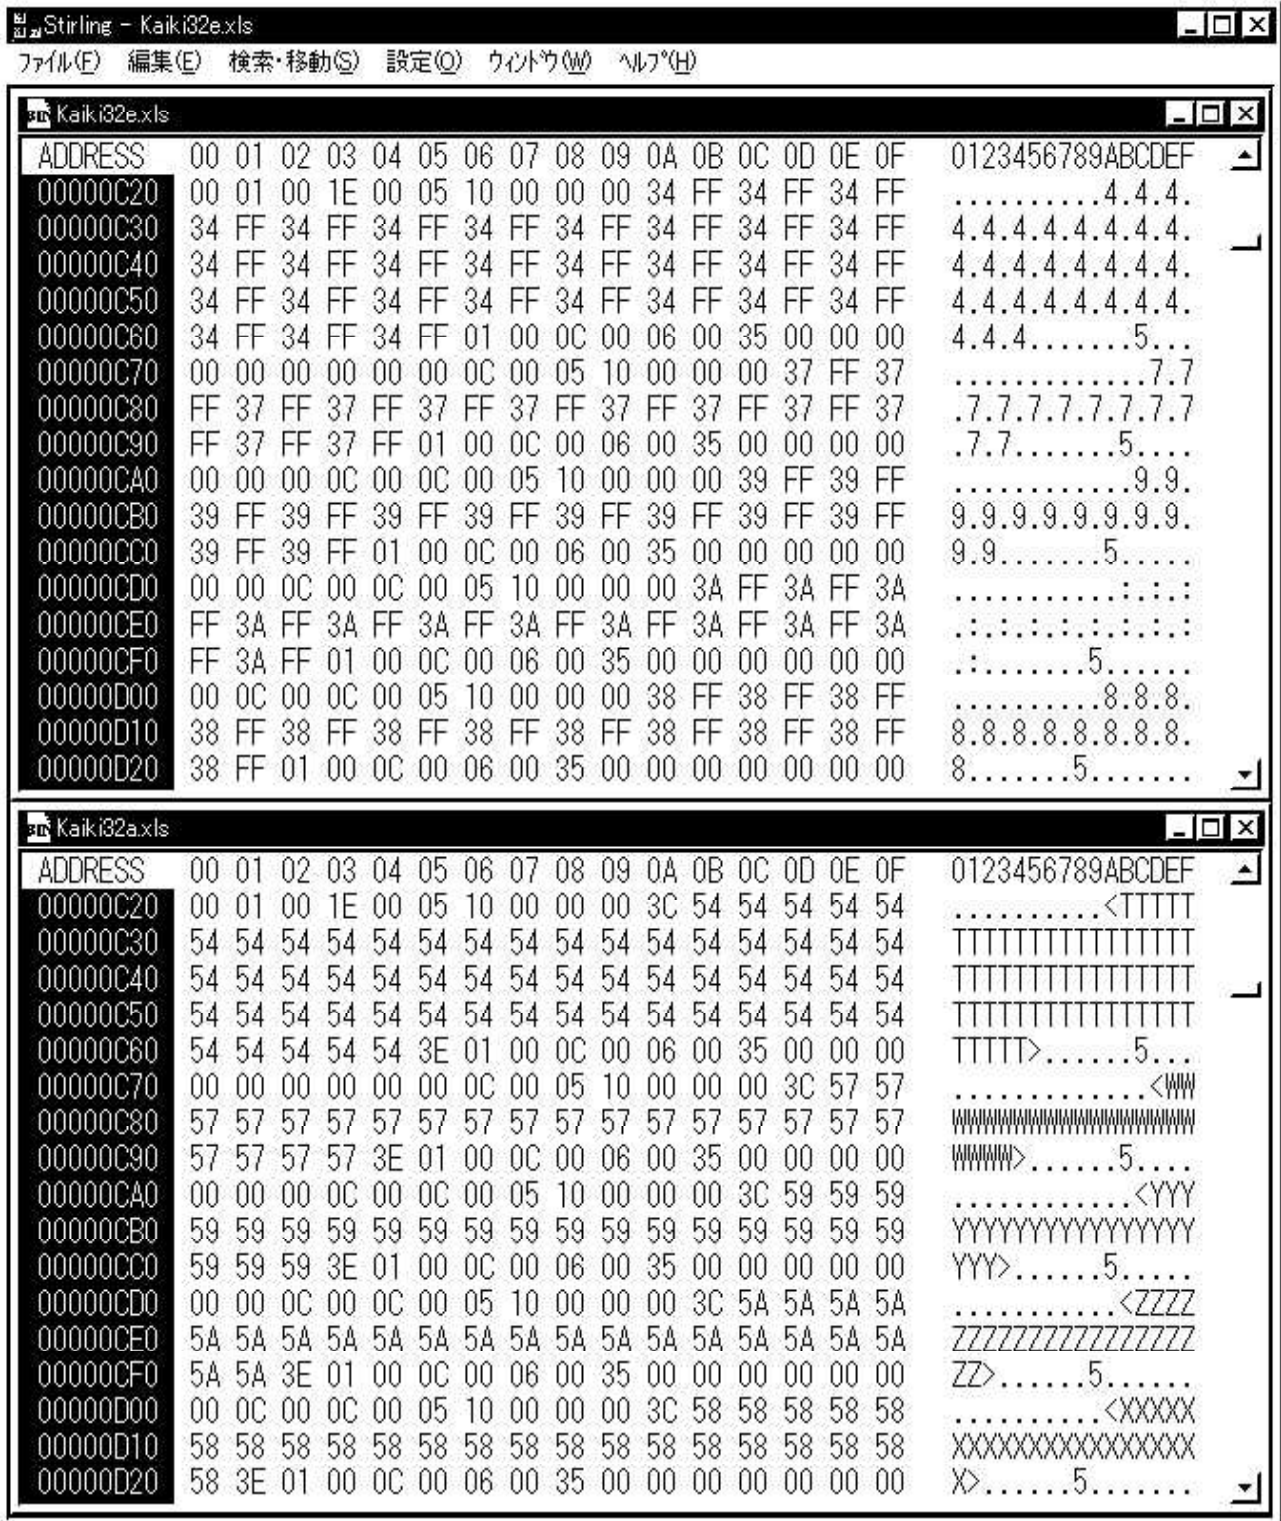 Stirling - Kaiki32e.xls
ﾌｧｲﾙ(F) 編集(E) 検索・移動(S) 設定(O) ｳｨﾝﾄﾞｳ(W) ﾍﾙﾌﾟ(H)
Kaiki32e.xls
ADDRESS 00 01 02 03 04 05 06 07 08 09 0A 0B 0C 0D 0E 0F 0123456789ABCDEF
00000C20 00 01 00 1E 00 05 10 00 00 00 34 FF 34 FF 34 FF ..........4.4.4.
00000C30 34 FF 34 FF 34 FF 34 FF 34 FF 34 FF 34 FF 34 FF 4.4.4.4.4.4.4.4.
00000C40 34 FF 34 FF 34 FF 34 FF 34 FF 34 FF 34 FF 34 FF 4.4.4.4.4.4.4.4.
00000C50 34 FF 34 FF 34 FF 34 FF 34 FF 34 FF 34 FF 34 FF 4.4.4.4.4.4.4.4.
00000C60 34 FF 34 FF 34 FF 01 00 0C 00 06 00 35 00 00 00 4.4.4.......5...
00000C70 00 00 00 00 00 00 0C 00 05 10 00 00 00 37 FF 37 .............7.7
00000C80 FF 37 FF 37 FF 37 FF 37 FF 37 FF 37 FF 37 FF 37 .7.7.7.7.7.7.7.7
00000C90 FF 37 FF 37 FF 01 00 0C 00 06 00 35 00 00 00 00 .7.7.......5....
00000CA0 00 00 00 0C 00 0C 00 05 10 00 00 00 39 FF 39 FF ............9.9.
00000CB0 39 FF 39 FF 39 FF 39 FF 39 FF 39 FF 39 FF 39 FF 9.9.9.9.9.9.9.9.
00000CC0 39 FF 39 FF 01 00 0C 00 06 00 35 00 00 00 00 00 9.9.......5.....
00000CD0 00 00 0C 00 0C 00 05 10 00 00 00 3A FF 3A FF 3A ...........:.:.:
00000CE0 FF 3A FF 3A FF 3A FF 3A FF 3A FF 3A FF 3A FF 3A .:.:.:.:.:.:.:.:
00000CF0 FF 3A FF 01 00 0C 00 06 00 35 00 00 00 00 00 00 .:.......5......
00000D00 00 0C 00 0C 00 05 10 00 00 00 38 FF 38 FF 38 FF ..........8.8.8.
00000D10 38 FF 38 FF 38 FF 38 FF 38 FF 38 FF 38 FF 38 FF 8.8.8.8.8.8.8.8.
00000D20 38 FF 01 00 0C 00 06 00 35 00 00 00 00 00 00 00 8.......5.......
Kaiki32a.xls
ADDRESS 00 01 02 03 04 05 06 07 08 09 0A 0B 0C 0D 0E 0F 0123456789ABCDEF
00000C20 00 01 00 1E 00 05 10 00 00 00 3C 54 54 54 54 54 ..........<TTTTT
00000C30 54 54 54 54 54 54 54 54 54 54 54 54 54 54 54 54 TTTTTTTTTTTTTTTT
00000C40 54 54 54 54 54 54 54 54 54 54 54 54 54 54 54 54 TTTTTTTTTTTTTTTT
00000C50 54 54 54 54 54 54 54 54 54 54 54 54 54 54 54 54 TTTTTTTTTTTTTTTT
00000C60 54 54 54 54 54 3E 01 00 0C 00 06 00 35 00 00 00 TTTTT>......5...
00000C70 00 00 00 00 00 00 0C 00 05 10 00 00 00 3C 57 57 .............<WW
00000C80 57 57 57 57 57 57 57 57 57 57 57 57 57 57 57 57 WWWWWWWWWWWWWWWW
00000C90 57 57 57 57 3E 01 00 0C 00 06 00 35 00 00 00 00 WWWW>......5....
00000CA0 00 00 00 0C 00 0C 00 05 10 00 00 00 3C 59 59 59 ............<YYY
00000CB0 59 59 59 59 59 59 59 59 59 59 59 59 59 59 59 59 YYYYYYYYYYYYYYYY
00000CC0 59 59 59 3E 01 00 0C 00 06 00 35 00 00 00 00 00 YYY>......5.....
00000CD0 00 00 0C 00 0C 00 05 10 00 00 00 3C 5A 5A 5A 5A ...........<ZZZZ
00000CE0 5A 5A 5A 5A 5A 5A 5A 5A 5A 5A 5A 5A 5A 5A 5A 5A ZZZZZZZZZZZZZZZZ
00000CF0 5A 5A 3E 01 00 0C 00 06 00 35 00 00 00 00 00 00 ZZ>......5......
00000D00 00 0C 00 0C 00 05 10 00 00 00 3C 58 58 58 58 58 ..........<XXXXX
00000D10 58 58 58 58 58 58 58 58 58 58 58 58 58 58 58 58 XXXXXXXXXXXXXXXX
00000D20 58 3E 01 00 0C 00 06 00 35 00 00 00 00 00 00 00 X>......5.......